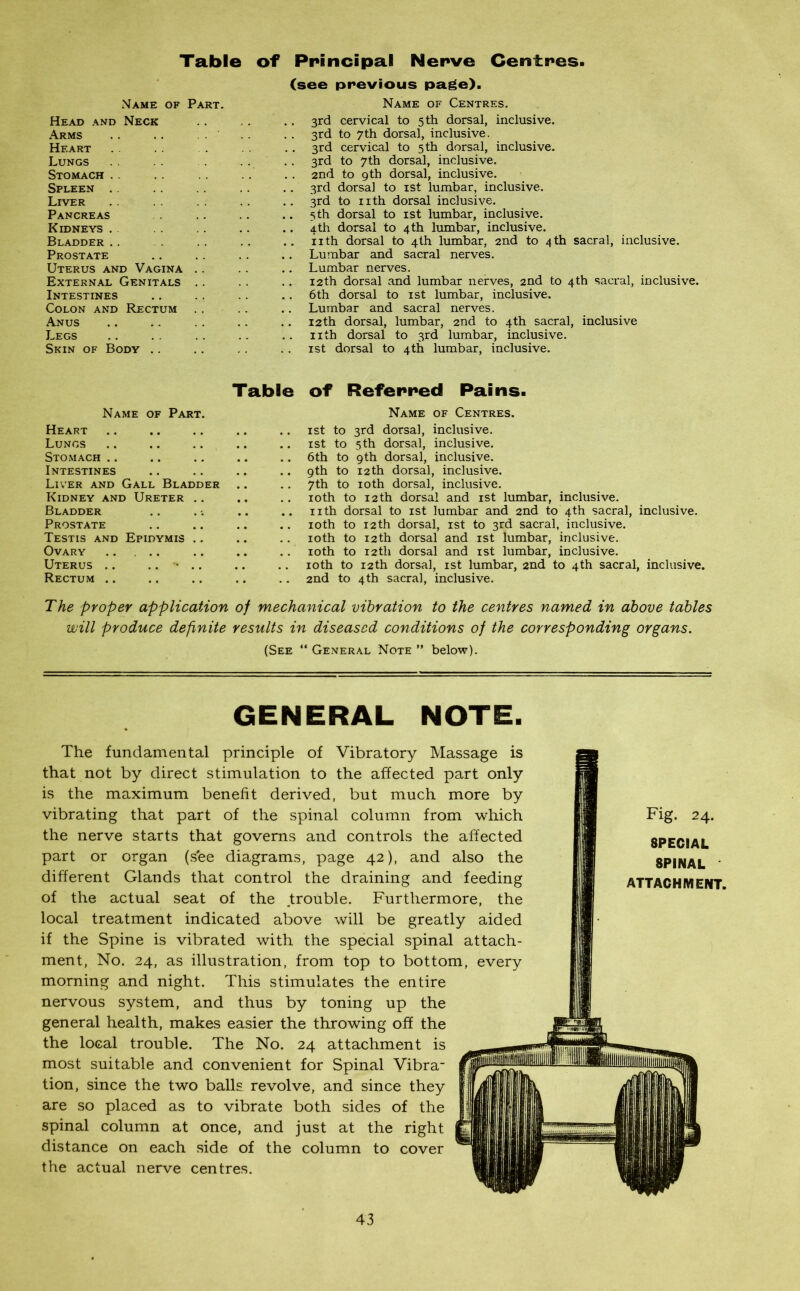 Table of Principal Nerve Centres.
(see previous page).
Name of Part. Name of Centres.
Head and Neck .. .. .. 3rd cervical to 5th dorsal, inclusive.
Arms .. .. .. .. .. 3rd to 7th dorsal, inclusive.
Heart .. .. .. .. .. 3rd cervical to 5th dorsal, inclusive.
Lungs .. .. .. .. .. 3rd to 7th dorsal, inclusive.
Stomach .. .. .. .. .. 2nd to 9th dorsal, inclusive.
Spleen .. .. .. .. .. 3rd dorsal to 1st lumbar, inclusive.
Liver .. .. .. .. .. 3rd to 11th dorsal inclusive.
Pancreas .. .. .. .. 5th dorsal to 1st lumbar, inclusive.
Kidneys .. .. .. .. .. 4th dorsal to 4th lumbar, inclusive.
Bladder .. .. .. .. .. 11th dorsal to 4th lumbar, 2nd to 4th sacral, inclusive.
Prostate .. .. .. .. Lumbar and sacral nerves.
Uterus and Vagina .. .. .. Lumbar nerves.
External Genitals .. .. .. 12th dorsal and lumbar nerves, 2nd to 4th sacral, inclusive.
Intestines .. .. .. .. 6th dorsal to 1st lumbar, inclusive.
Colon and Rectum .. .. .. Lumbar and sacral nerves.
Anus .. .. .. .. .. 12th dorsal, lumbar, 2nd to 4th sacral, inclusive
Legs .. .. .. .. .. 11th dorsal to 3rd lumbar, inclusive.
Skin of Body .. .. .. .. 1st dorsal to 4th lumbar, inclusive.
Table of Referred Pains.
Name of Part. Name of Centres.
Heart .. .. .. .. .. 1st to 3rd dorsal, inclusive.
Lungs .. .. .. .. .. 1st to 5th dorsal, inclusive.
Stomach .. .. .. .. .. 6th to 9th dorsal, inclusive.
Intestines .. .. .. .. 9th to 12th dorsal, inclusive.
Liver and Gall Bladder .. .. 7th to 10th dorsal, inclusive.
Kidney and Ureter .. .. .. 10th to 12th dorsal and 1st lumbar, inclusive.
Bladder .. .. .. .. 11th dorsal to 1st lumbar and 2nd to 4th sacral, inclusive.
Prostate .. .. .. .. 10th to 12th dorsal, 1st to 3rd sacral, inclusive.
Testis and Epidymis .. .. .. 10th to 12th dorsal and 1st lumbar, inclusive.
Ovary .. .. .. .. .. 10th to 12th dorsal and 1st lumbar, inclusive.
Uterus .. .. .. .. .. 10th to 12th dorsal, 1st lumbar, 2nd to 4th sacral, inclusive.
Rectum .. .. .. .. .. 2nd to 4th sacral, inclusive.
The proper application of mechanical vibration to the centres named in above tables
will produce definite results in diseased conditions of the corresponding organs.
(See “ General Note ” below).
GENERAL NOTE.
The fundamental principle of Vibratory Massage is
that not by direct stimulation to the affected part only
is the maximum benefit derived, but much more by
vibrating that part of the spinal column from which
the nerve starts that governs and controls the affected
part or organ (see diagrams, page 42), and also the
different Glands that control the draining and feeding
of the actual seat of the trouble. Furthermore, the
local treatment indicated above will be greatly aided
if the Spine is vibrated with the special spinal attach-
ment, No. 24, as illustration, from top to bottom, every
morning and night. This stimulates the entire
nervous system, and thus by toning up the
general health, makes easier the throwing off the
the local trouble. The No. 24 attachment is
most suitable and convenient for Spinal Vibra-
tion, since the two balls revolve, and since they
are so placed as to vibrate both sides of the
spinal column at once, and just at the right
distance on each side of the column to cover
the actual nerve centres.
Fig. 24.
SPECIAL
SPINAL
ATTACHMENT.
43